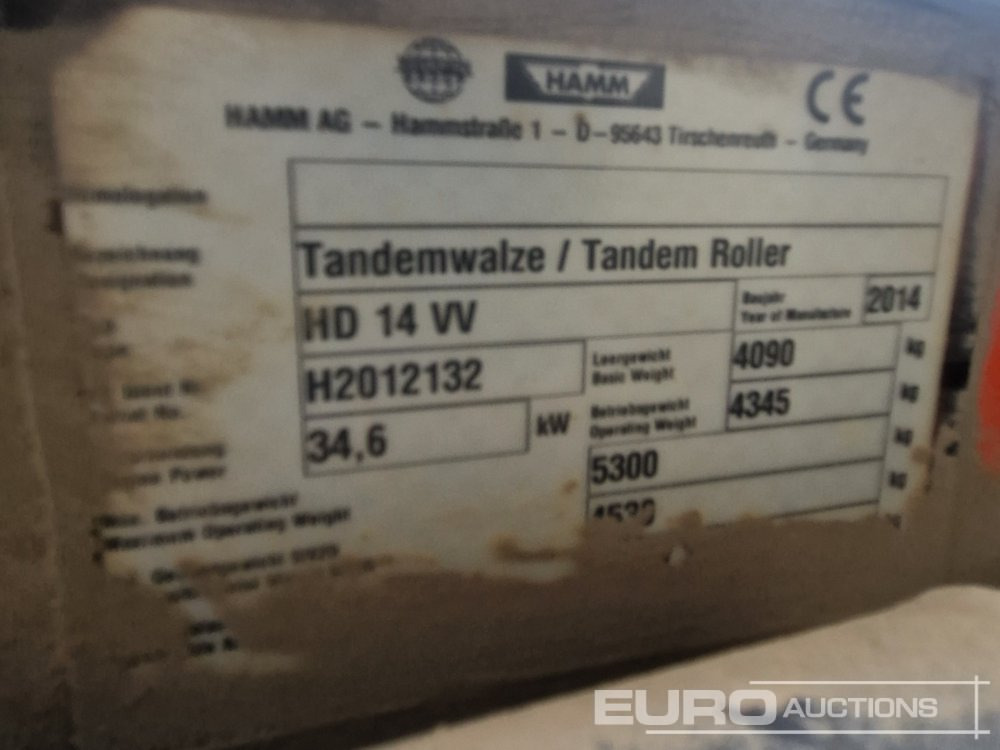 HAMM
CE
HAMM AG – Hammstraße 1 – D–95643 Tirschenreuth – Germany
Tandemwalze / Tandem Roller
HD 14 VV
Baujahr
Year of Manufacture
2014
H2012132
Leergewicht
Basic Weight
4090 kg
34,6 kW
Betriebsgewicht
Operating Weight
4345 kg
Betriebsgewicht
Maximum Operating Weight
5300 kg
kg
EURO AUCTIONS